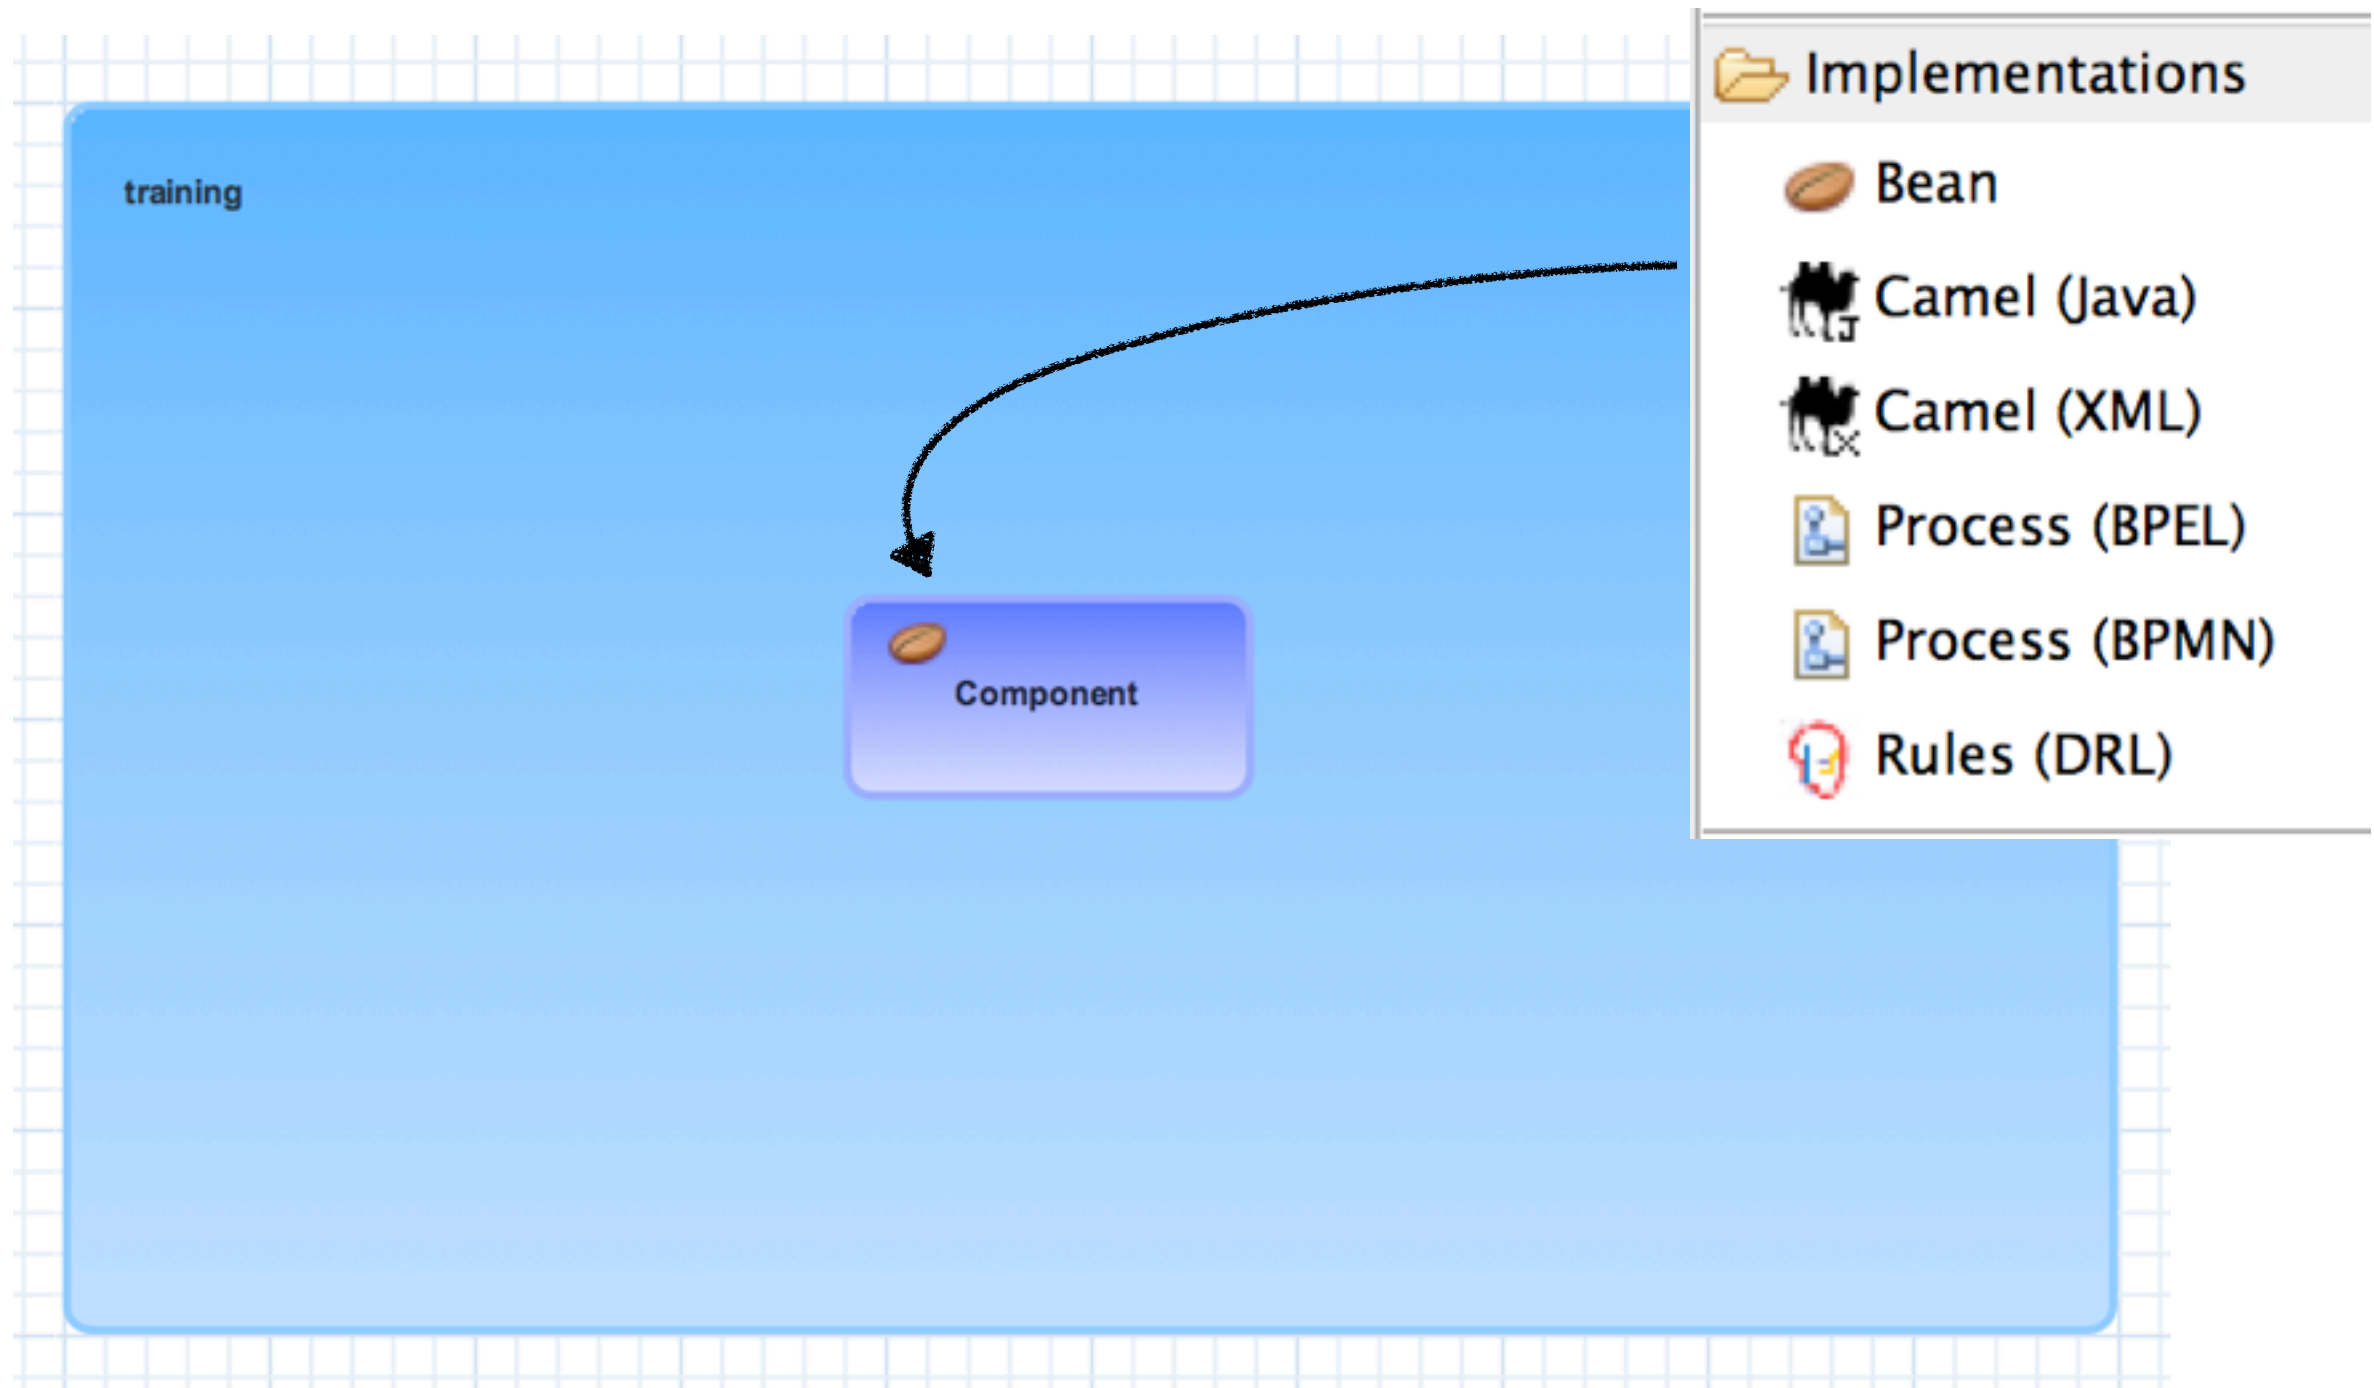 training
Component
Implementations
Bean
Camel (Java)
Camel (XML)
Process (BPEL)
Process (BPMN)
Rules (DRL)